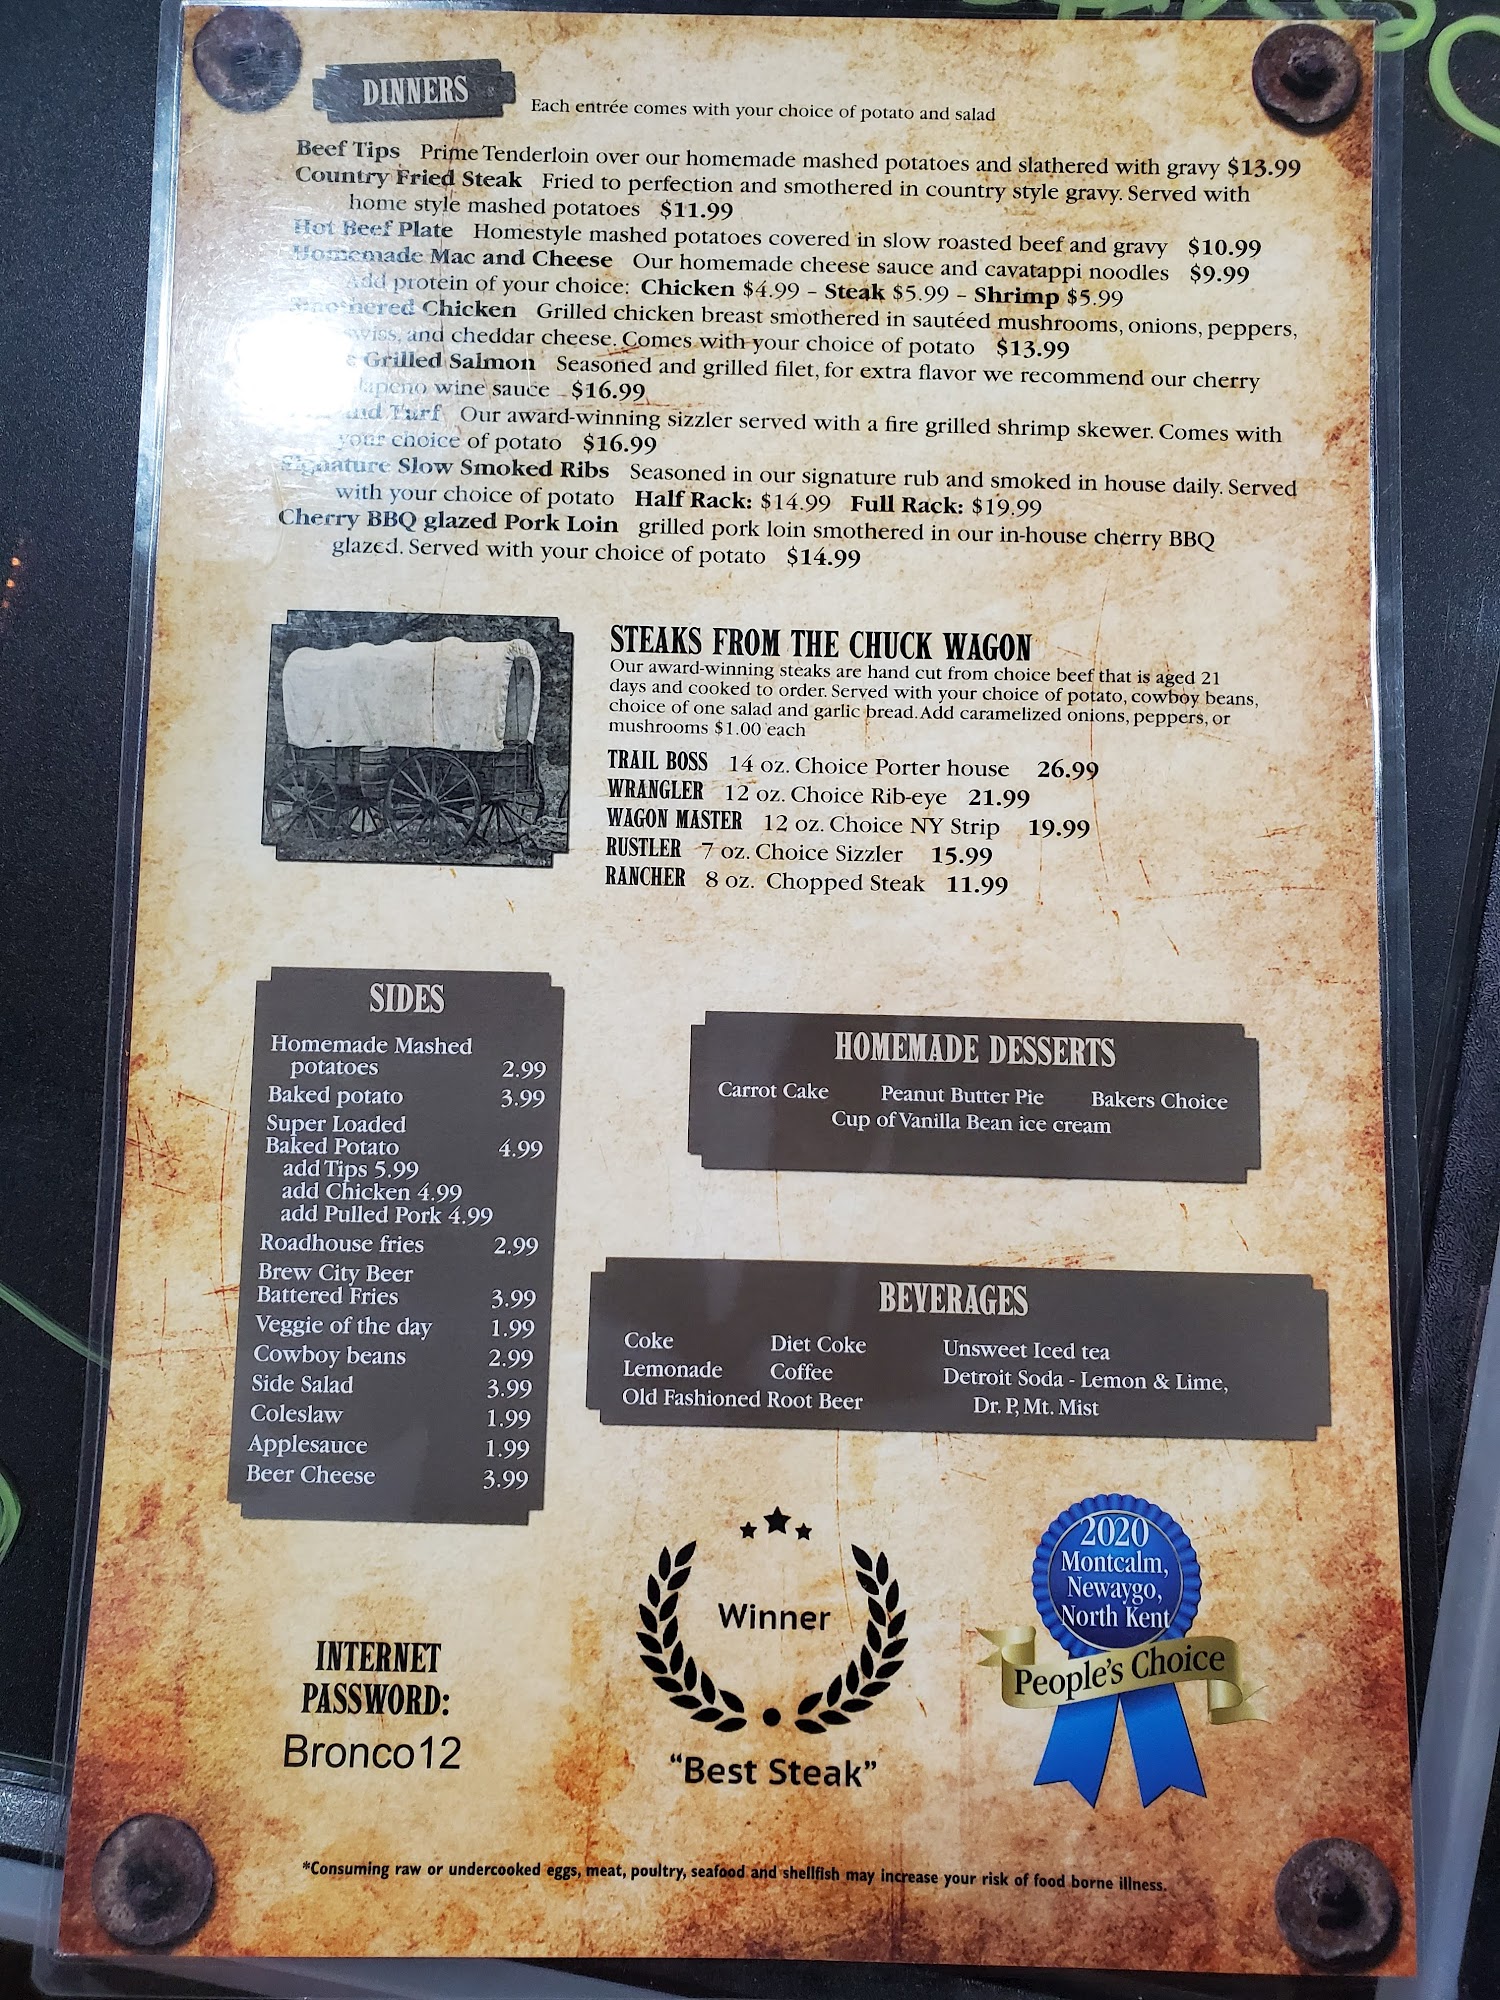 DINNERS
Each entrée comes with your choice of potato and salad
Beef Tips Prime Tenderloin over our homemade mashed potatoes and slathered with gravy $13.99
Country Fried Steak Fried to perfection and smothered in country style gravy. Served with
home style mashed potatoes $11.99
Hot Beef Plate Homestyle mashed potatoes covered in slow roasted beef and gravy $10.99
Homemade Mac and Cheese Our homemade cheese sauce and cavatappi noodles $9.99
Add protein of your choice: Chicken $4.99 - Steak $5.99 - Shrimp $5.99
Smothered Chicken Grilled chicken breast smothered in sautéed mushrooms, onions, peppers,
swiss, and cheddar cheese. Comes with your choice of potato $13.99
Grilled Salmon Seasoned and grilled filet, for extra flavor we recommend our cherry
wine sauce $16.99
and Turf Our award-winning sizzler served with a fire grilled shrimp skewer. Comes with
your choice of potato $16.99
Signature Slow Smoked Ribs Seasoned in our signature rub and smoked in house daily. Served
with your choice of potato Half Rack: $14.99 Full Rack: $19.99
Cherry BBQ glazed Pork Loin grilled pork loin smothered in our in-house cherry BBQ
glazed. Served with your choice of potato $14.99
STEAKS FROM THE CHUCK WAGON
Our award-winning steaks are hand cut from choice beef that is aged 21
days and cooked to order. Served with your choice of potato, cowboy beans,
choice of one salad and garlic bread. Add caramelized onions, peppers, or
mushrooms $1.00 each
TRAIL BOSS 14 oz. Choice Porter house 26.99
WRANGLER 12 oz. Choice Rib-eye 21.99
WAGON MASTER 12 oz. Choice NY Strip 19.99
RUSTLER 7 oz. Choice Sizzler 15.99
RANCHER 8 oz. Chopped Steak 11.99
SIDES
Homemade Mashed
potatoes 2.99
Baked potato 3.99
Super Loaded
Baked Potato 4.99
add Tips 5.99
add Chicken 4.99
add Pulled Pork 4.99
Roadhouse fries 2.99
Brew City Beer
Battered Fries 3.99
Veggie of the day 1.99
Cowboy beans 2.99
Side Salad 3.99
Coleslaw 1.99
Applesauce 1.99
Beer Cheese 3.99
HOMEMADE DESSERTS
Carrot Cake Peanut Butter Pie Bakers Choice
Cup of Vanilla Bean ice cream
BEVERAGES
Coke Diet Coke Unsweet Iced tea
Lemonade Coffee Detroit Soda - Lemon & Lime,
Old Fashioned Root Beer Dr. P, Mt. Mist
INTERNET
PASSWORD:
Bronco12
Winner
"Best Steak"
2020
Montcalm,
Newaygo,
North Kent
People's Choice
*Consuming raw or undercooked eggs, meat, poultry, seafood and shellfish may increase your risk of food borne illness.